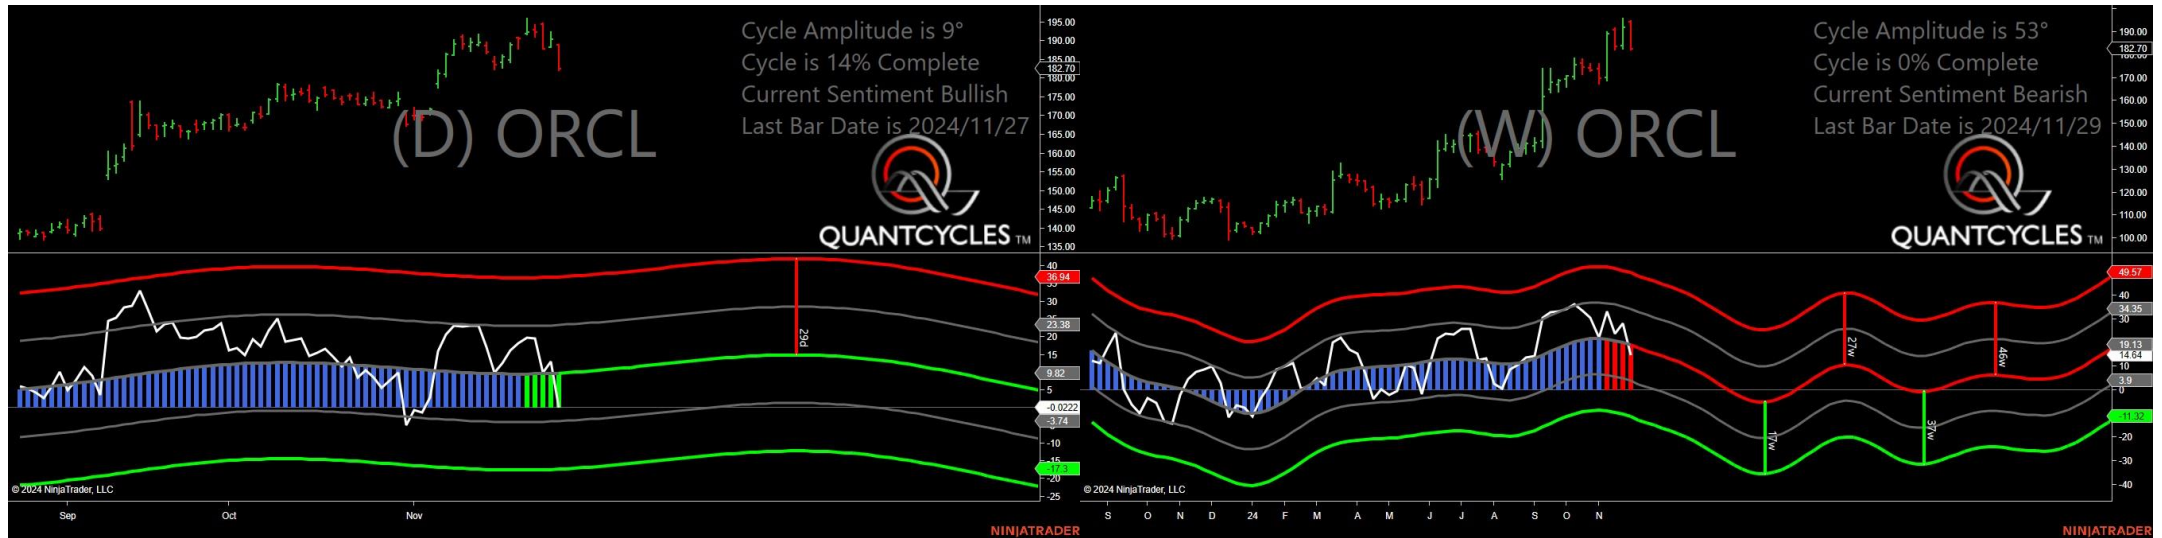 Cycle Amplitude is 9°
Cycle is 14% Complete
Current Sentiment Bullish
Last Bar Date is 2024/11/27
(D) ORCL
QUANTCYCLES TM
195.00
190.00
185.00
182.70
180.00
175.00
170.00
165.00
160.00
155.00
150.00
145.00
140.00
135.00
40
36.94
35
30
23.38
20
15
9.82
5
-0.0222
-3.74
-10
-15
-17.3
-20
-25
29d
© 2024 NinjaTrader, LLC
Sep Oct Nov
NINJATRADER
Cycle Amplitude is 53°
Cycle is 0% Complete
Current Sentiment Bearish
Last Bar Date is 2024/11/29
(W) ORCL
QUANTCYCLES TM
190.00
182.70
180.00
170.00
160.00
150.00
140.00
130.00
120.00
110.00
100.00
49.57
40
34.35
30
19.13
14.64
10
3.9
0
-11.32
-20
-30
-40
17w
27w
37w
46w
© 2024 NinjaTrader, LLC
S O N D 24 F M A M J J A S O N
NINJATRADER